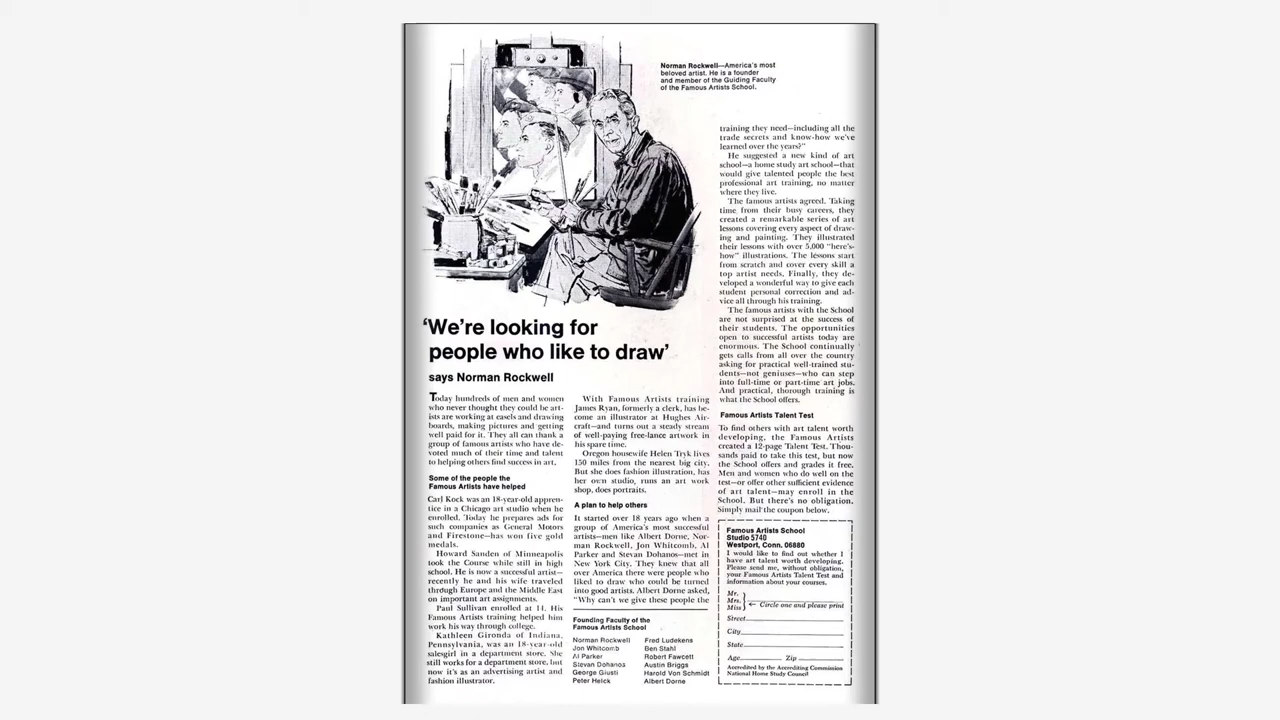 Norman Rockwell—America's most
beloved artist. He is a founder
and member of the Guiding Faculty
of the Famous Artists School.
'We're looking for
people who like to draw'
says Norman Rockwell
Today hundreds of men and women
who never thought they could be art-
ists are working at easels and drawing
boards, making pictures and getting
well paid for it. They all can thank a
group of famous artists who have de-
voted much of their time and talent
to helping others find success in art.
Some of the people the
Famous Artists have helped
Carl Kock was an 18-year-old appren-
tice in a Chicago art studio when he
enrolled. Today he prepares ads for
such companies as General Motors
and Firestone—has won five gold
medals.
Howard Sanden of Minneapolis
took the Course while still in high
school. He is now a successful artist—
recently he and his wife traveled
through Europe and the Middle East
on important art assignments.
Paul Sullivan enrolled at 14. His
Famous Artists training helped him
work his way through college.
Kathleen Gironda of Indiana,
Pennsylvania, was an 18-year-old
salesgirl in a department store. She
still works for a department store, but
now it's as an advertising artist and
fashion illustrator.
With Famous Artists training
James Ryan, formerly a clerk, has be-
come an illustrator at Hughes Air-
craft—and turns out a steady stream
of well-paying free-lance artwork in
his spare time.
Oregon housewife Helen Tryk lives
150 miles from the nearest big city.
But she does fashion illustration, has
her own studio, runs an art work
shop, does portraits.
A plan to help others
It started over 18 years ago when a
group of America's most successful
artists—men like Albert Dorne, Nor-
man Rockwell, Jon Whitcomb, Al
Parker and Stevan Dohanos—met in
New York City. They knew that all
over America there were people who
liked to draw who could be turned
into good artists. Albert Dorne asked,
"Why can't we give these people the
Founding Faculty of the
Famous Artists School
Norman Rockwell
Jon Whitcomb
Al Parker
Stevan Dohanos
George Giusti
Peter Helck
Fred Ludekens
Ben Stahl
Robert Fawcett
Austin Briggs
Harold Von Schmidt
Albert Dorne
training they need—including all the
trade secrets and know-how we've
learned over the years?"
He suggested a new kind of art
school—a home study art school—that
would give talented people the best
professional art training, no matter
where they live.
The famous artists agreed. Taking
time from their busy careers, they
created a remarkable series of art
lessons covering every aspect of draw-
ing and painting. They illustrated
their lessons with over 5,000 "here's-
how" illustrations. The lessons start
from scratch and cover every skill a
top artist needs. Finally, they de-
veloped a wonderful way to give each
student personal correction and ad-
vice all through his training.
The famous artists with the School
are not surprised at the success of
their students. The opportunities
open to successful artists today are
enormous. The School continually
gets calls from all over the country
asking for practical well-trained stu-
dents—not geniuses—who can step
into full-time or part-time art jobs.
And practical, thorough training is
what the School offers.
Famous Artists Talent Test
To find others with art talent worth
developing, the Famous Artists
created a 12-page Talent Test. Thou-
sands paid to take this test, but now
the School offers and grades it free.
Men and women who do well on the
test—or offer other sufficient evidence
of art talent—may enroll in the
School. But there's no obligation.
Simply mail the coupon below.
Famous Artists School
Studio 5740
Westport, Conn. 06880
I would like to find out whether I
have art talent worth developing.
Please send me, without obligation,
your Famous Artists Talent Test and
information about your courses.
Mr.
Mrs.
Miss
← Circle one and please print
Street
City
State
Age Zip
Accredited by the Accrediting Commission
National Home Study Council